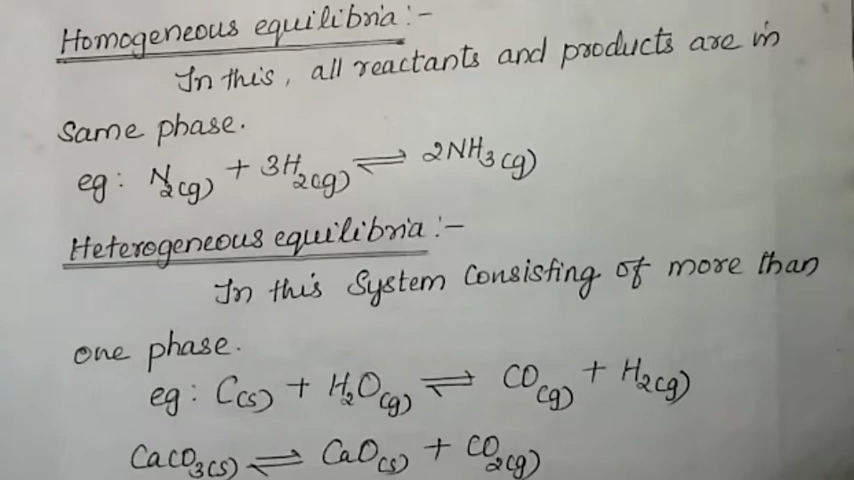 Homogeneous equilibria :-
In this, all reactants and products are in
same phase.
eg: N₂(g) + 3H₂(g) ⇌ 2NH₃(g)
Heterogeneous equilibria :-
In this System Consisting of more than
one phase.
eg: C(s) + H₂O(g) ⇌ CO(g) + H₂(g)
CaCO₃(s) ⇌ CaO(s) + CO₂(g)